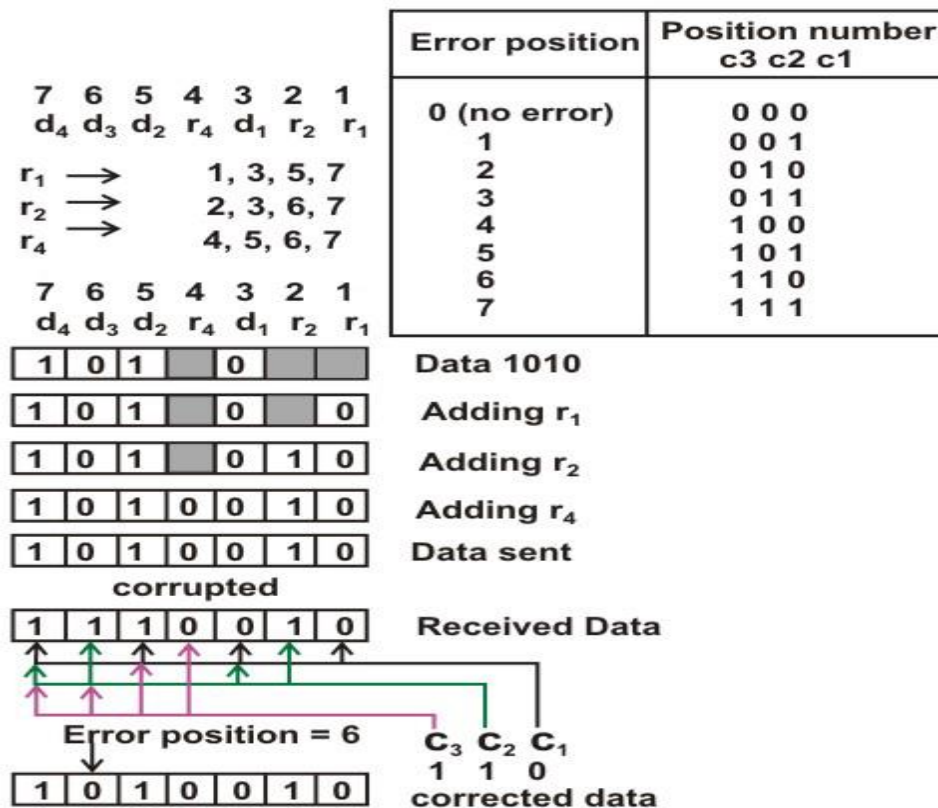 Error position Position number
c3 c2 c1
0 (no error) 0 0 0
1 0 0 1
2 0 1 0
3 0 1 1
4 1 0 0
5 1 0 1
6 1 1 0
7 1 1 1
7 6 5 4 3 2 1
d₄ d₃ d₂ r₄ d₁ r₂ r₁
r₁ → 1, 3, 5, 7
r₂ → 2, 3, 6, 7
r₄ → 4, 5, 6, 7
7 6 5 4 3 2 1
d₄ d₃ d₂ r₄ d₁ r₂ r₁
1 0 1 0 Data 1010
1 0 1 0 0 Adding r₁
1 0 1 0 1 0 Adding r₂
1 0 1 0 0 1 0 Adding r₄
1 0 1 0 0 1 0 Data sent
corrupted
1 1 1 0 0 1 0 Received Data
Error position = 6 C₃ C₂ C₁
1 1 0
1 0 1 0 0 1 0 corrected data